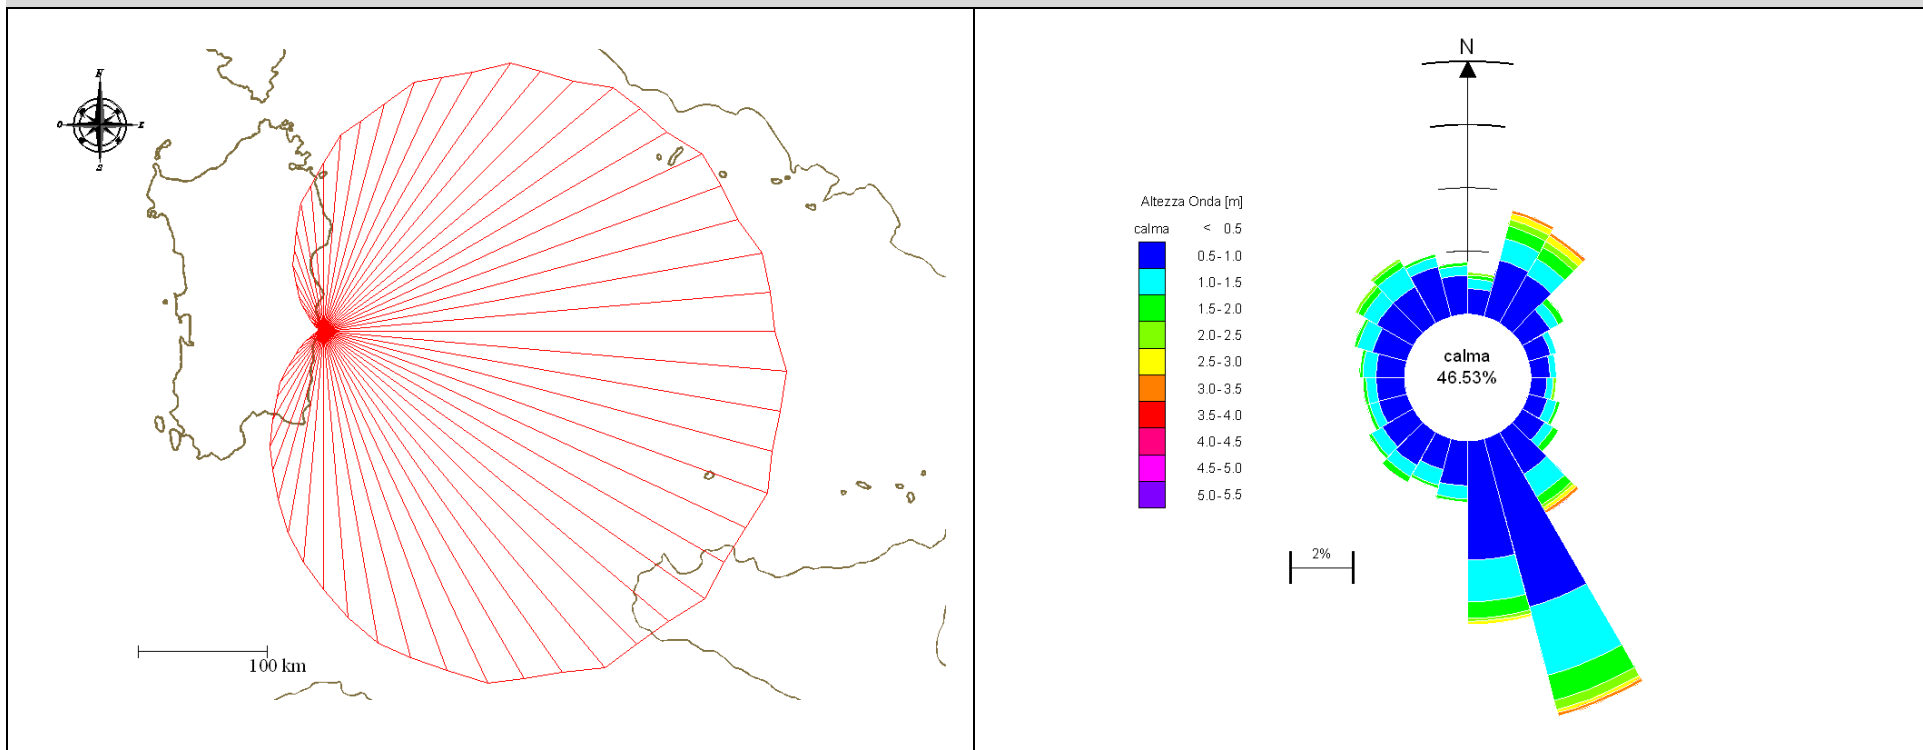 N
O
E
S
100 km
N
Altezza Onda [m]
calma < 0.5
0.5-1.0
1.0-1.5
1.5-2.0
2.0-2.5
2.5-3.0
3.0-3.5
3.5-4.0
4.0-4.5
4.5-5.0
5.0-5.5
calma
46.53%
2%